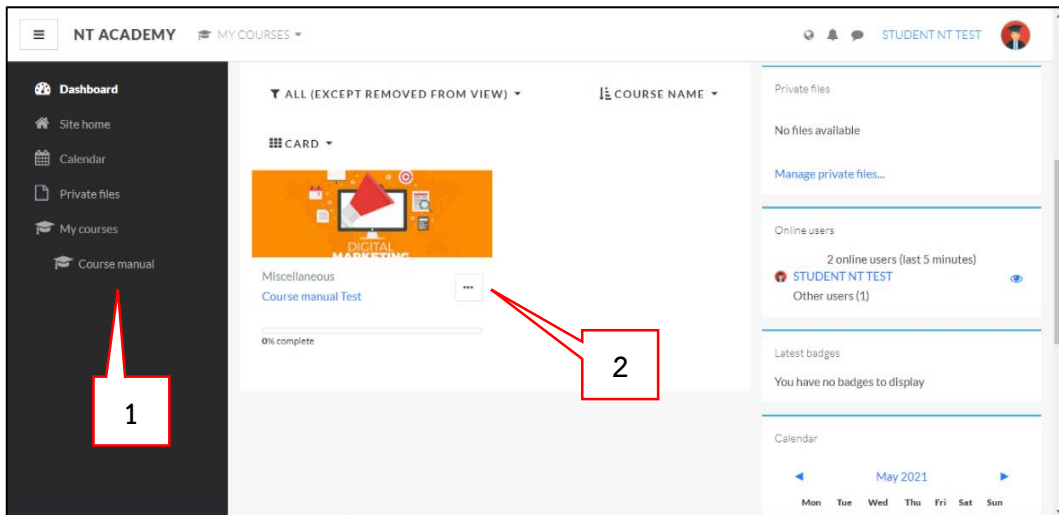 NT ACADEMY MY COURSES STUDENT NT TEST
Dashboard
Site home
Calendar
Private files
My courses
Course manual
1
ALL (EXCEPT REMOVED FROM VIEW) COURSE NAME
CARD
DIGITAL
MARKETING
Miscellaneous
Course manual Test
0% complete
2
Private files
No files available
Manage private files...
Online users
2 online users (last 5 minutes)
STUDENT NT TEST
Other users (1)
Latest badges
You have no badges to display
Calendar
May 2021
Mon Tue Wed Thu Fri Sat Sun